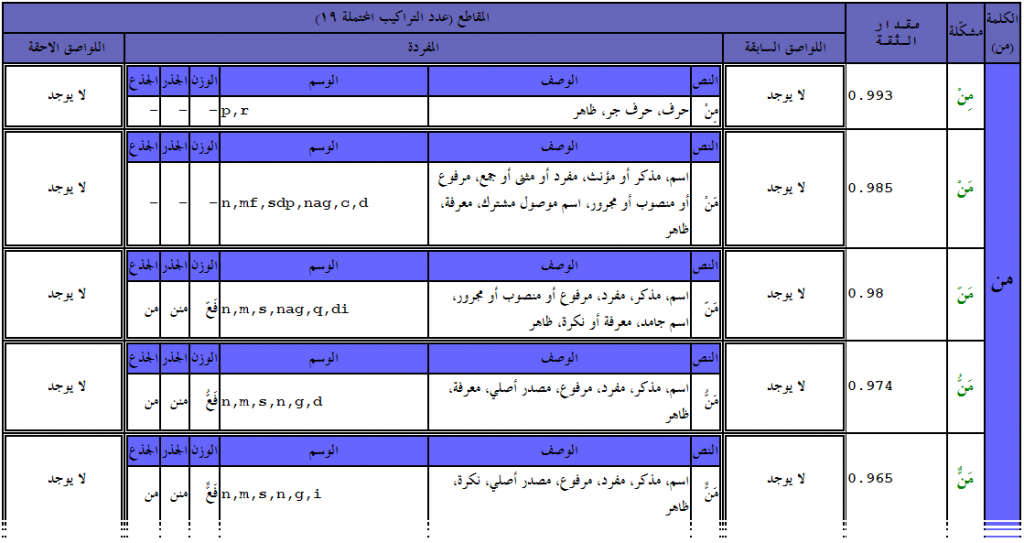 الكلمة (من) مشكّلة مقدار الثقة المقاطع (عدد التراكيب المحتملة ١٩)
اللواصق السابقة المفردة اللواصق الاحقة
من
مِنْ 0.993 لا يوجد
النص الوصف الوسم الوزن الجذر الجذع
مِنْ حرف، حرف جر، ظاهر p,r – – –
لا يوجد
مَنْ 0.985 لا يوجد
النص الوصف الوسم الوزن الجذر الجذع
مَنْ اسم، مذكر أو مؤنث، مفرد أو مثنى أو جمع، مرفوع
أو منصوب أو مجرور، اسم موصول مشترك، معرفة،
ظاهر
n,mf,sdp,nag,c,d – – –
لا يوجد
مَنّ 0.98 لا يوجد
النص الوصف الوسم الوزن الجذر الجذع
مَنّ اسم، مذكر، مفرد، مرفوع أو منصوب أو مجرور،
اسم جامد، معرفة أو نكرة، ظاهر
n,m,s,nag,q,di فَعّ منن من
لا يوجد
مَنُّ 0.974 لا يوجد
النص الوصف الوسم الوزن الجذر الجذع
مَنُّ اسم، مذكر، مفرد، مرفوع، مصدر أصلي، معرفة،
ظاهر
n,m,s,n,g,d فَعُّ منن من
لا يوجد
مَنٌّ 0.965 لا يوجد
النص الوصف الوسم الوزن الجذر الجذع
مَنٌّ اسم، مذكر، مفرد، مرفوع، مصدر أصلي، نكرة،
ظاهر
n,m,s,n,g,i فَعٌّ منن من
لا يوجد